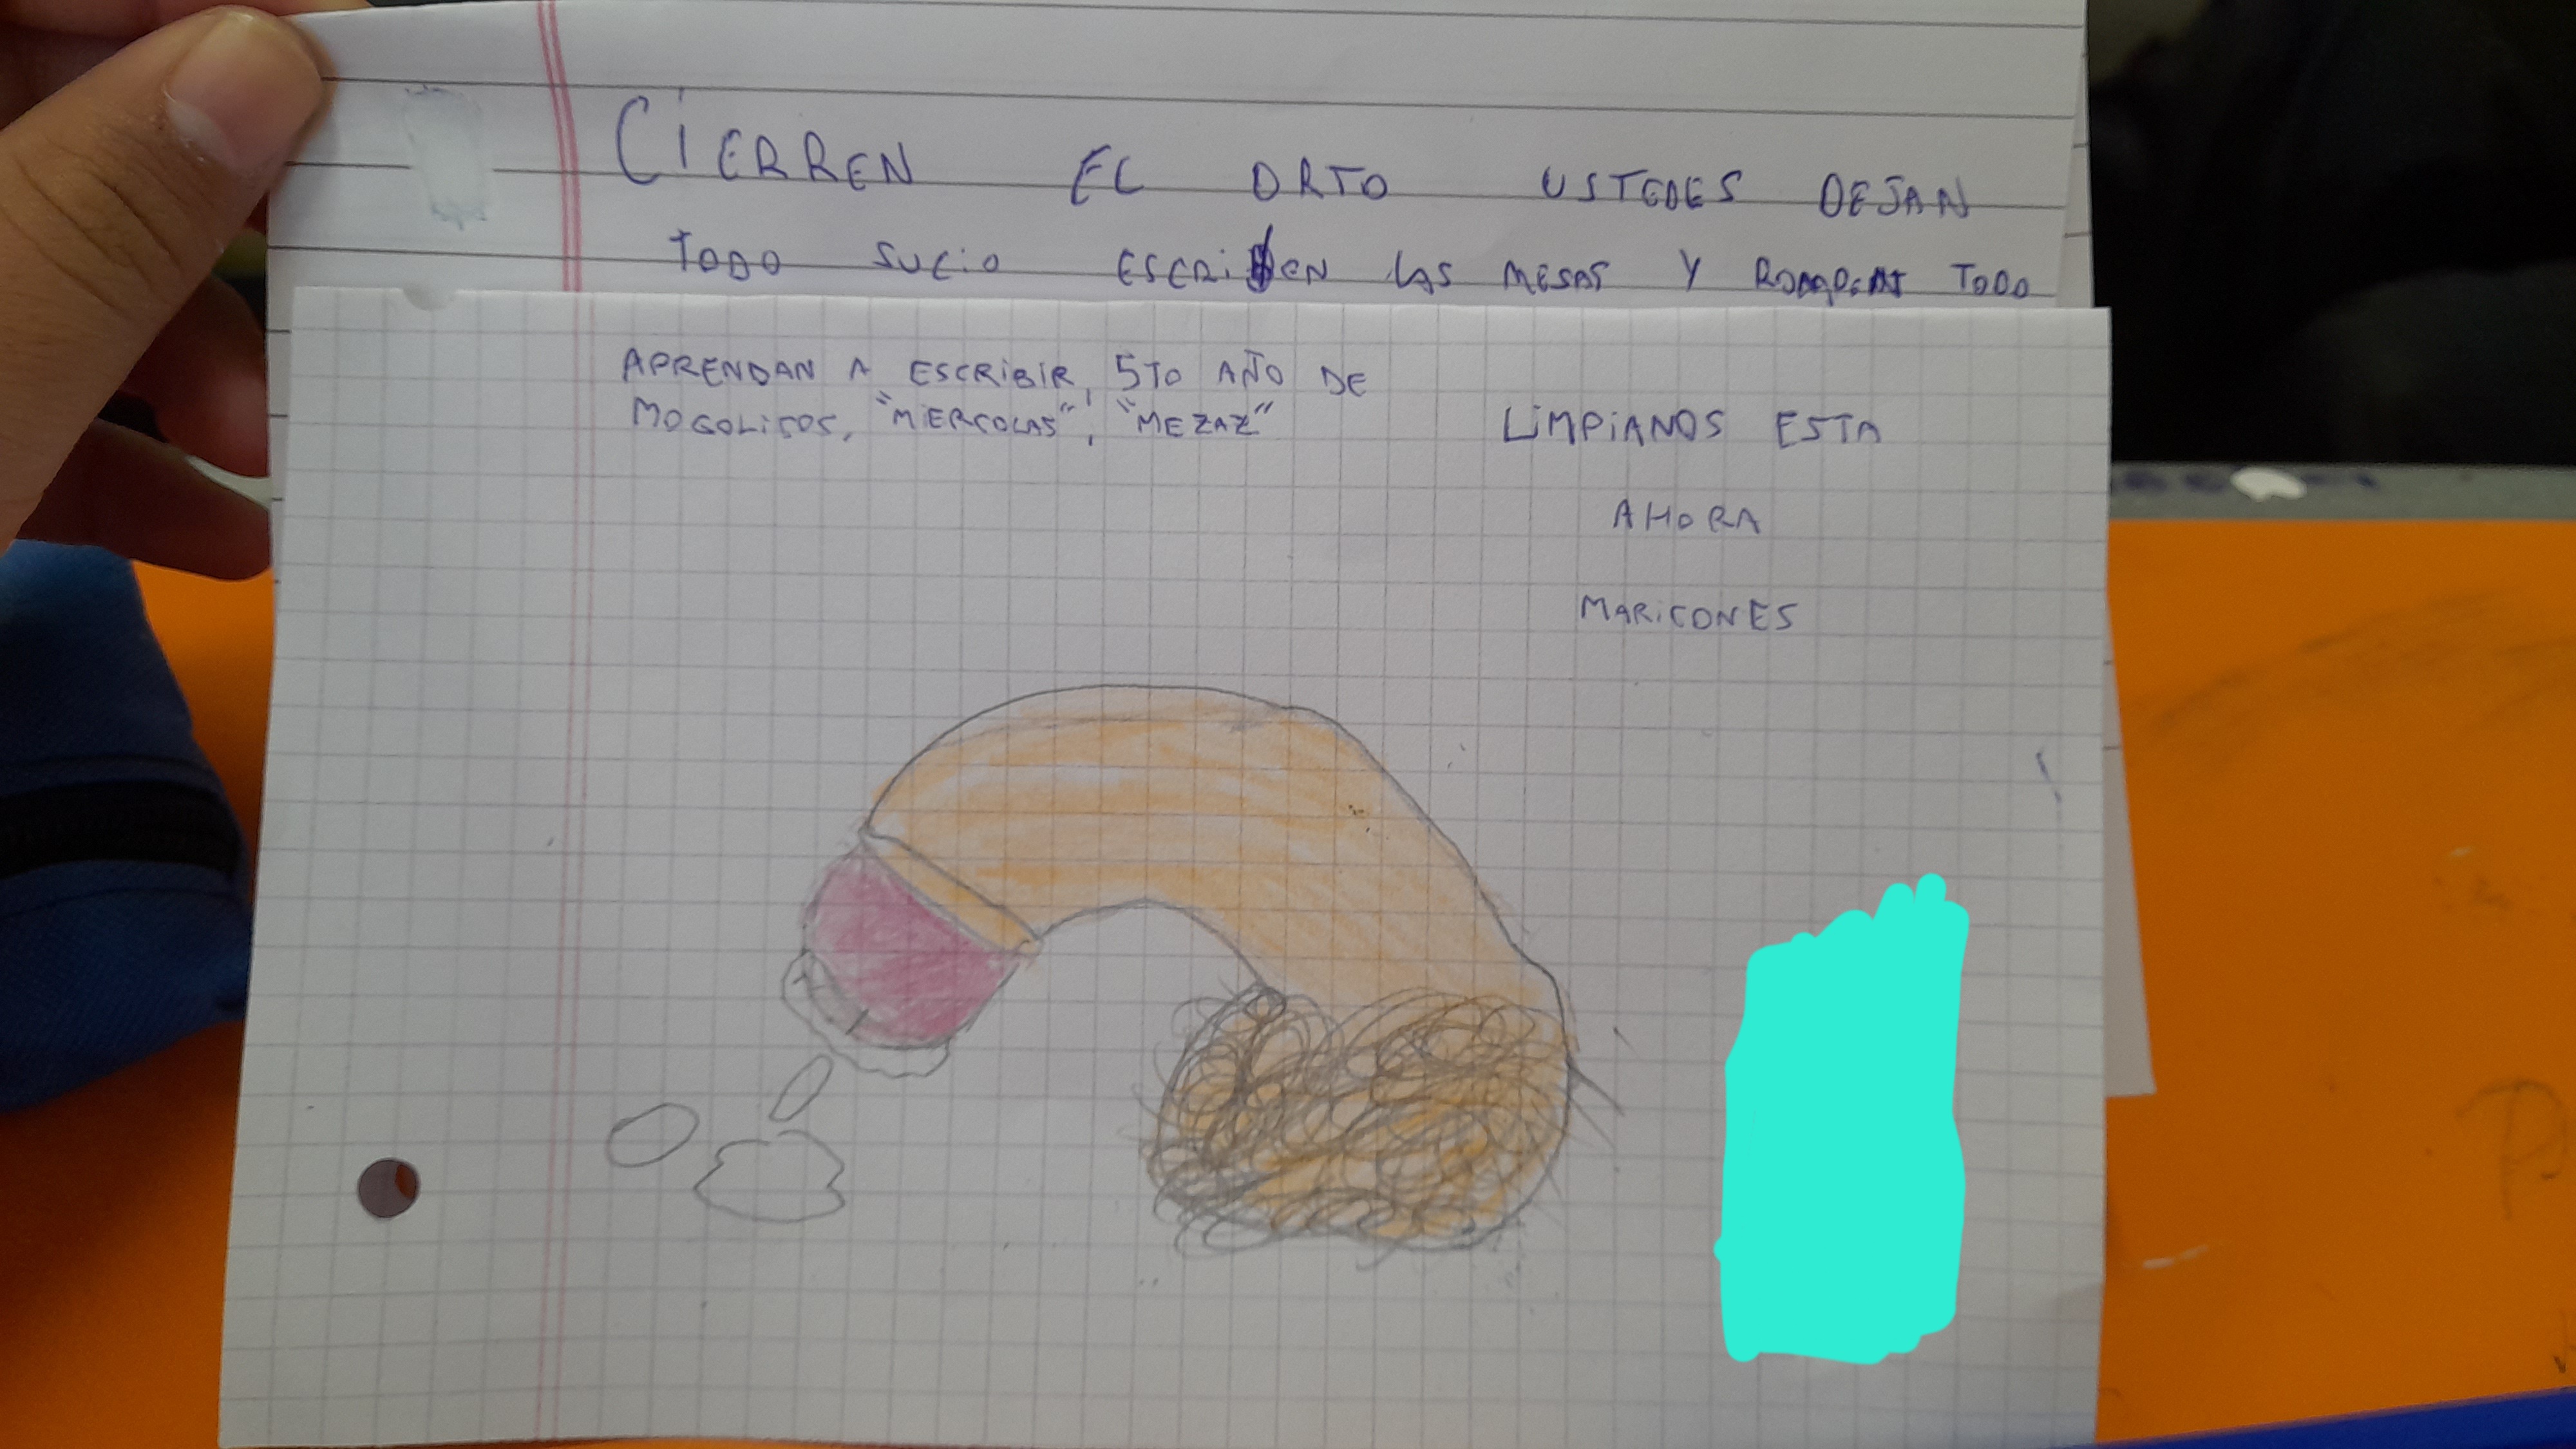 CIERREN EL ORTO USTEDES DEJAN
TODO SUCIO ESCRIBEN LAS MESAS Y ROMPEN TODO
APRENDAN A ESCRIBIR, 5TO AÑO DE
MOGOLICOS, "MIERCOLAS", "MEZAZ"
LIMPIANOS ESTA
AHORA
MARICONES